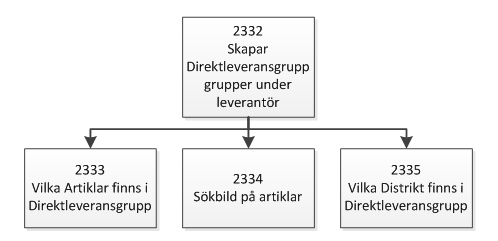 2332
Skapar
Direktleveransgrupp
grupper under
leverantör
2333
Vilka Artiklar finns i
Direktleveransgrupp
2334
Sökbild på artiklar
2335
Vilka Distrikt finns i
Direktleveransgrupp